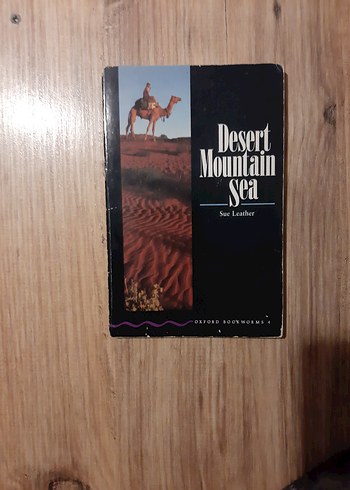 Desert
Mountain
Sea
Sue Leather
OXFORD BOOKWORMS 4